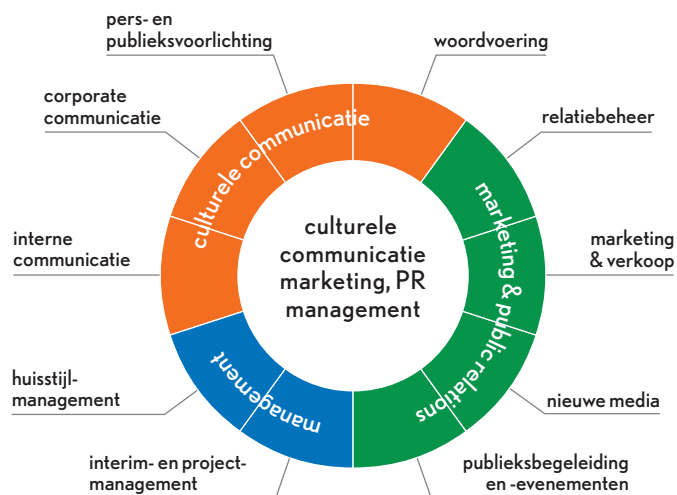 pers- en
publieksvoorlichting
woordvoering
corporate
communicatie
relatiebeheer
culturele communicatie
marketing & public relations
culturele
communicatie
marketing, PR
management
interne
communicatie
marketing
& verkoop
management
huisstijl-
management
nieuwe media
interim- en project-
management
publieksbegeleiding
en -evenementen